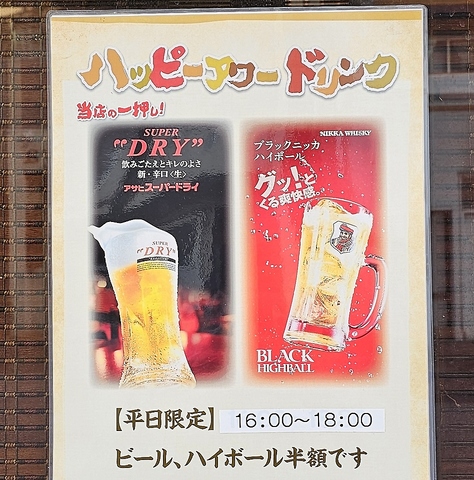 ハッピーアワードリンク
当店の一押し!
SUPER
"DRY"
飲みごたえとキレのよさ
新・辛口〈生〉
アサヒスーパードライ
SUPER
"DRY"
NIKKA WHISKY
ブラックニッカ
ハイボール
グッ!と
くる爽快感。
BLACK
HIGHBALL
【平日限定】 16:00～18:00
ビール、ハイボール半額です